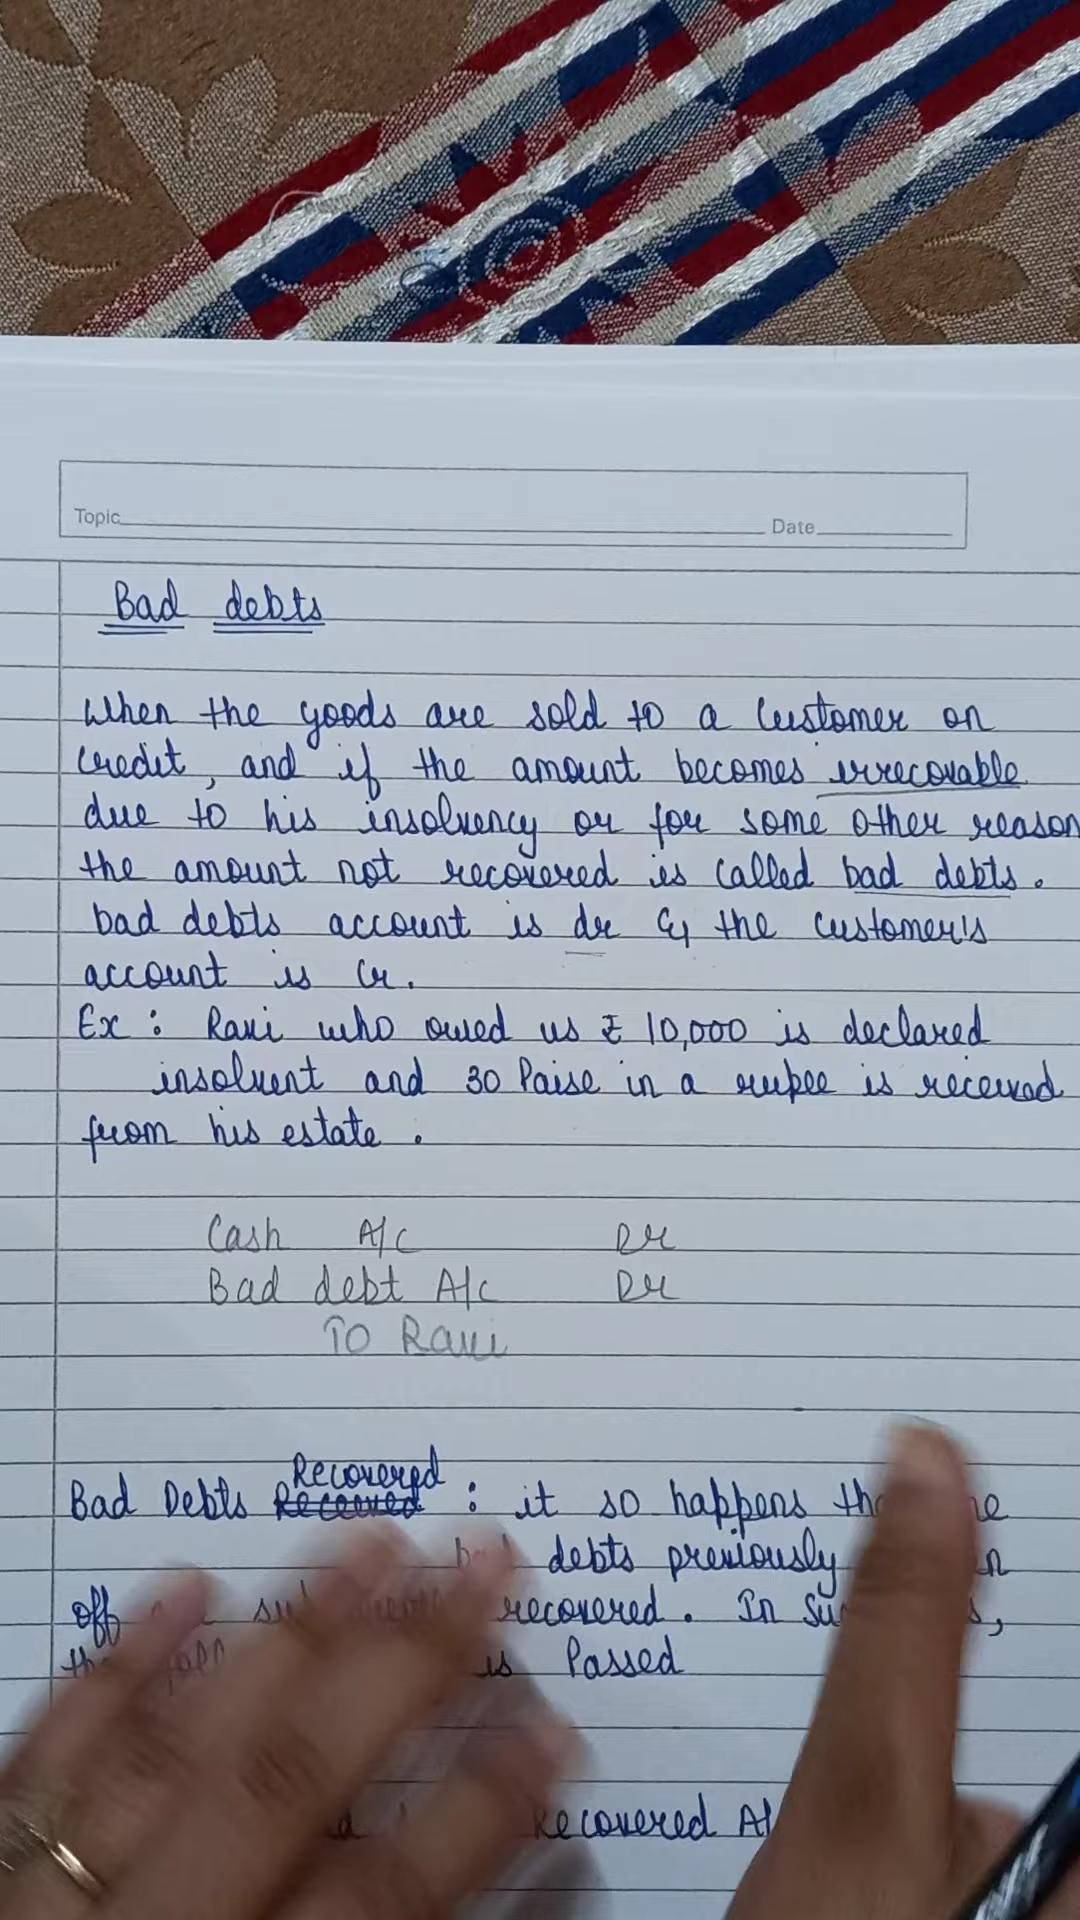 Topic Date
Bad debts
When the goods are sold to a customer on
credit, and if the amount becomes irrecovable
due to his insolvency or for some other reason
the amount not recovered is called bad debts.
bad debts account is dr & the customer's
account is cr.
Ex : Ravi who owed us ₹ 10,000 is declared
insolvent and 30 Paise in a rupee is received
from his estate .
Cash A/c Dr
Bad debt A/c Dr
To Ravi
Recovered
Bad Debts Received : it so happens
debts previously
off recovered. In
is Passed
Recovered A/